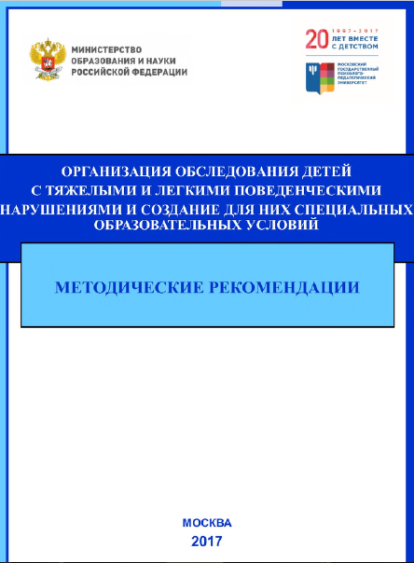 МИНИСТЕРСТВО
ОБРАЗОВАНИЯ И НАУКИ
РОССИЙСКОЙ ФЕДЕРАЦИИ
1997-2017
20 ЛЕТ ВМЕСТЕ
С ДЕТСТВОМ
МОСКОВСКИЙ
ГОСУДАРСТВЕННЫЙ
ПСИХОЛОГО-
ПЕДАГОГИЧЕСКИЙ
УНИВЕРСИТЕТ
ОРГАНИЗАЦИЯ ОБСЛЕДОВАНИЯ ДЕТЕЙ
С ТЯЖЕЛЫМИ И ЛЕГКИМИ ПОВЕДЕНЧЕСКИМИ
НАРУШЕНИЯМИ И СОЗДАНИЕ ДЛЯ НИХ СПЕЦИАЛЬНЫХ
ОБРАЗОВАТЕЛЬНЫХ УСЛОВИЙ
МЕТОДИЧЕСКИЕ РЕКОМЕНДАЦИИ
МОСКВА
2017